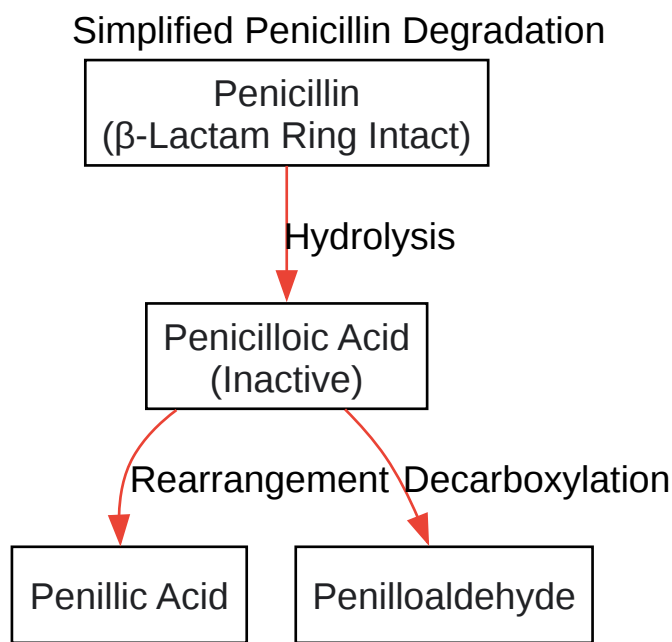 Simplified Penicillin Degradation
Penicillin
(β-Lactam Ring Intact)
Hydrolysis
Penicilloic Acid
(Inactive)
Rearrangement
Decarboxylation
Penillic Acid
Penilloaldehyde